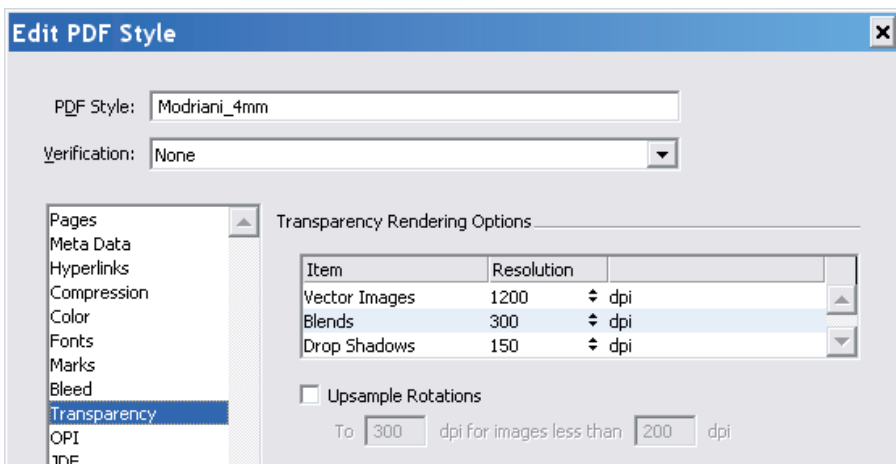 Edit PDF Style
PDF Style: Modriani_4mm
Verification: None
Pages
Meta Data
Hyperlinks
Compression
Color
Fonts
Marks
Bleed
Transparency
OPI
JDF
Transparency Rendering Options
Item Resolution
Vector Images 1200 dpi
Blends 300 dpi
Drop Shadows 150 dpi
Upsample Rotations
To 300 dpi for images less than 200 dpi